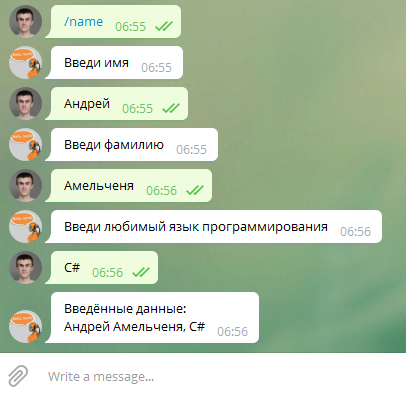 /name 06:55
Введи имя 06:55
Андрей 06:55
Введи фамилию 06:55
Амельченя 06:56
Введи любимый язык программирования 06:56
C# 06:56
Введённые данные:
Андрей Амельченя, C# 06:56
Write a message...